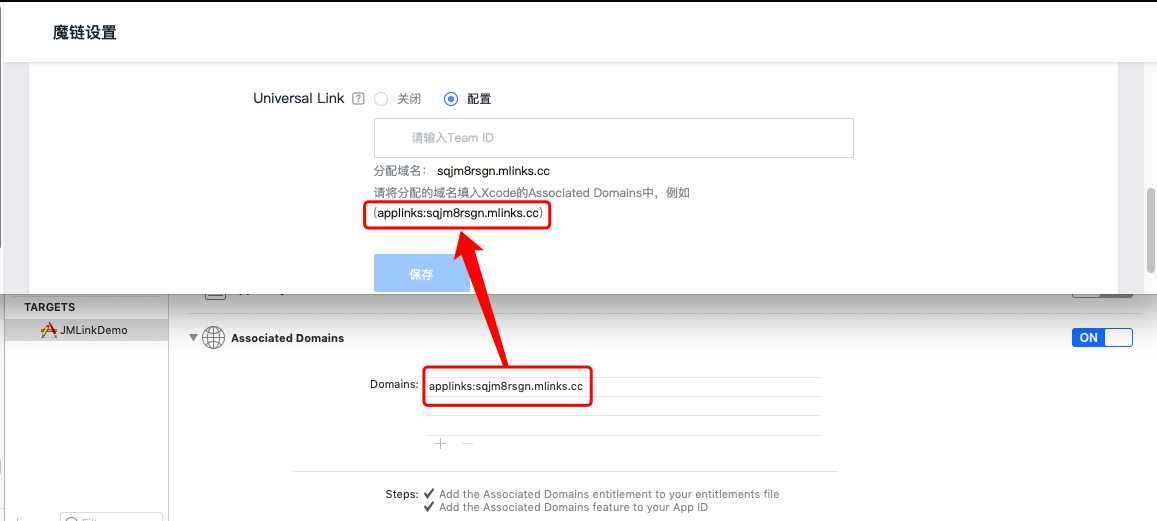 魔链设置
Universal Link ? 关闭 配置
请输入Team ID
分配域名： sqjm8rsgn.mlinks.cc
请将分配的域名填入Xcode的Associated Domains中，例如
(applinks:sqjm8rsgn.mlinks.cc)
保存
TARGETS
JMLinkDemo
Associated Domains
ON
Domains: applinks:sqjm8rsgn.mlinks.cc
Steps: ✔ Add the Associated Domains entitlement to your entitlements file
✔ Add the Associated Domains feature to your App ID